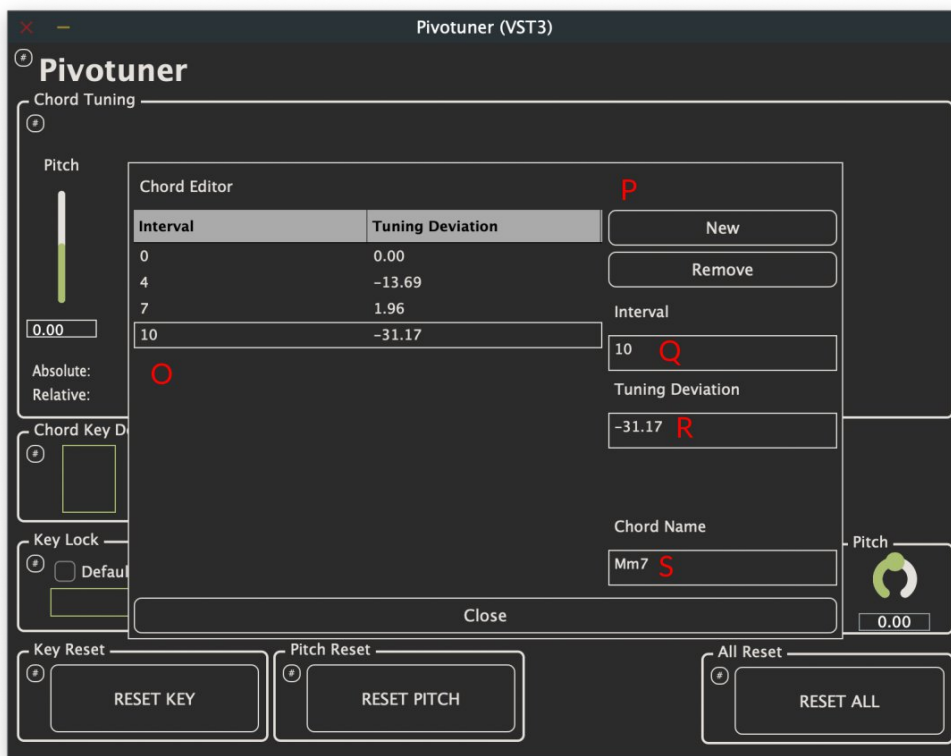 Pivotuner (VST3)
# Pivotuner
Chord Tuning
#
Pitch
0.00
Absolute:
Relative:
Chord Editor
P
Interval Tuning Deviation
0 0.00
4 -13.69
7 1.96
10 -31.17
O
New
Remove
Interval
10 Q
Tuning Deviation
-31.17 R
Chord Name
Mm7 S
Close
Chord Key
#
Key Lock
#
Pitch
0.00
Key Reset
#
RESET KEY
Pitch Reset
#
RESET PITCH
All Reset
#
RESET ALL